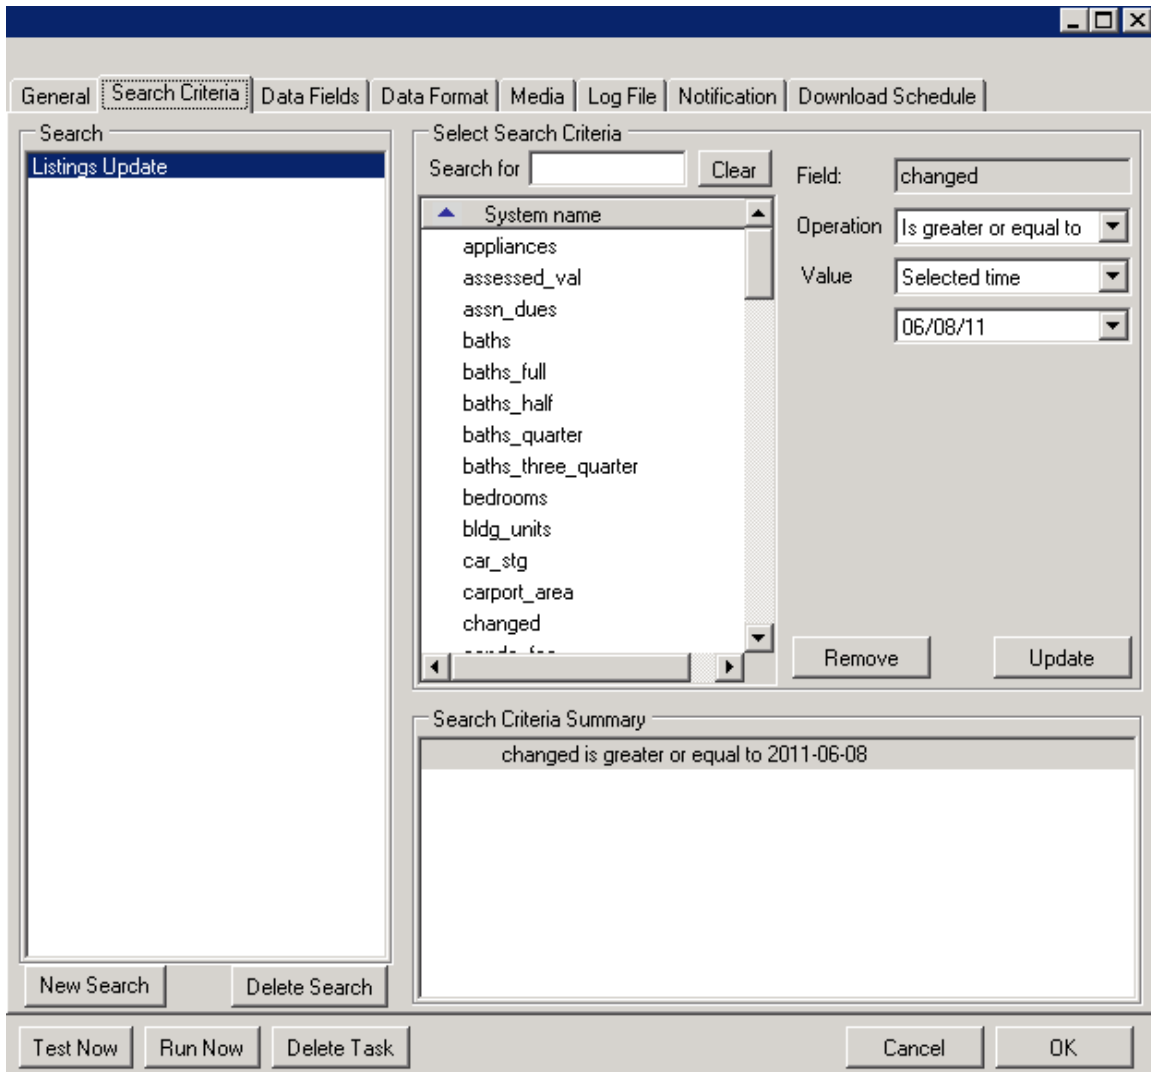 General Search Criteria Data Fields Data Format Media Log File Notification Download Schedule
Search
Listings Update
New Search Delete Search
Select Search Criteria
Search for Clear
System name
appliances
assessed_val
assn_dues
baths
baths_full
baths_half
baths_quarter
baths_three_quarter
bedrooms
bldg_units
car_stg
carport_area
changed
Field: changed
Operation Is greater or equal to
Value Selected time
06/08/11
Remove Update
Search Criteria Summary
changed is greater or equal to 2011-06-08
Test Now Run Now Delete Task Cancel OK